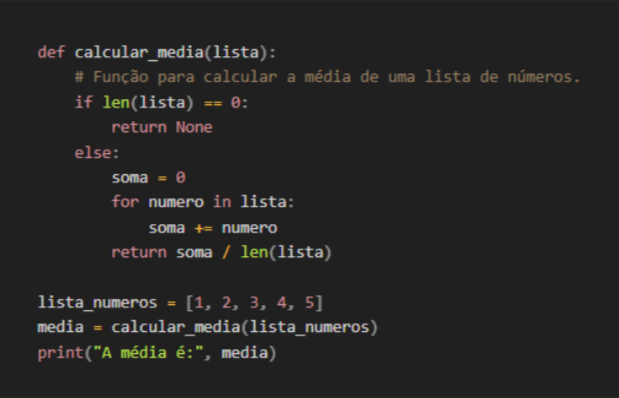 def calcular_media(lista):
    # Função para calcular a média de uma lista de números.
    if len(lista) == 0:
        return None
    else:
        soma = 0
        for numero in lista:
            soma += numero
        return soma / len(lista)

lista_numeros = [1, 2, 3, 4, 5]
media = calcular_media(lista_numeros)
print("A média é:", media)